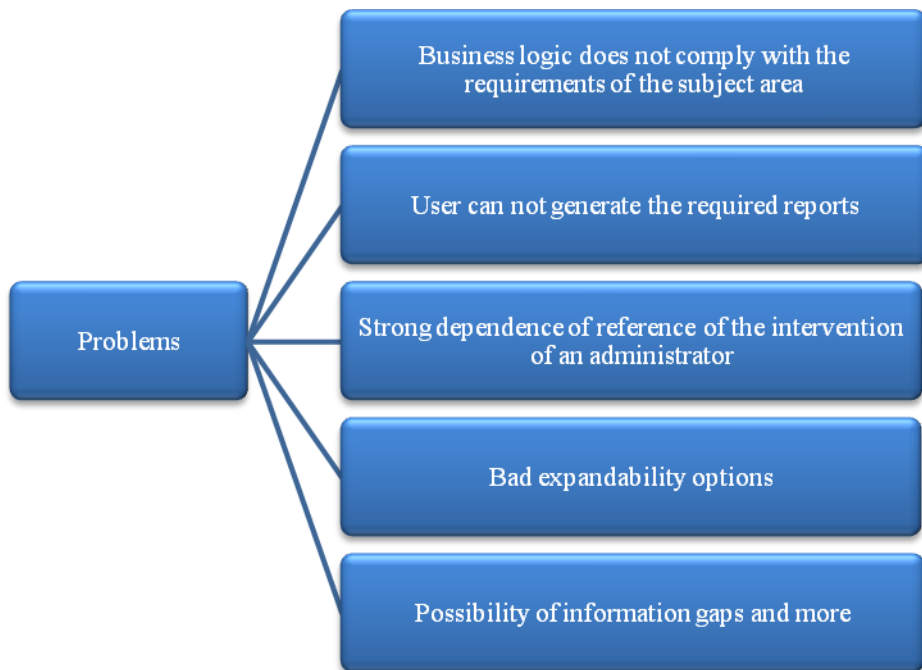 Business logic does not comply with the
requirements of the subject area
User can not generate the required reports
Problems
Strong dependence of reference of the intervention
of an administrator
Bad expandability options
Possibility of information gaps and more